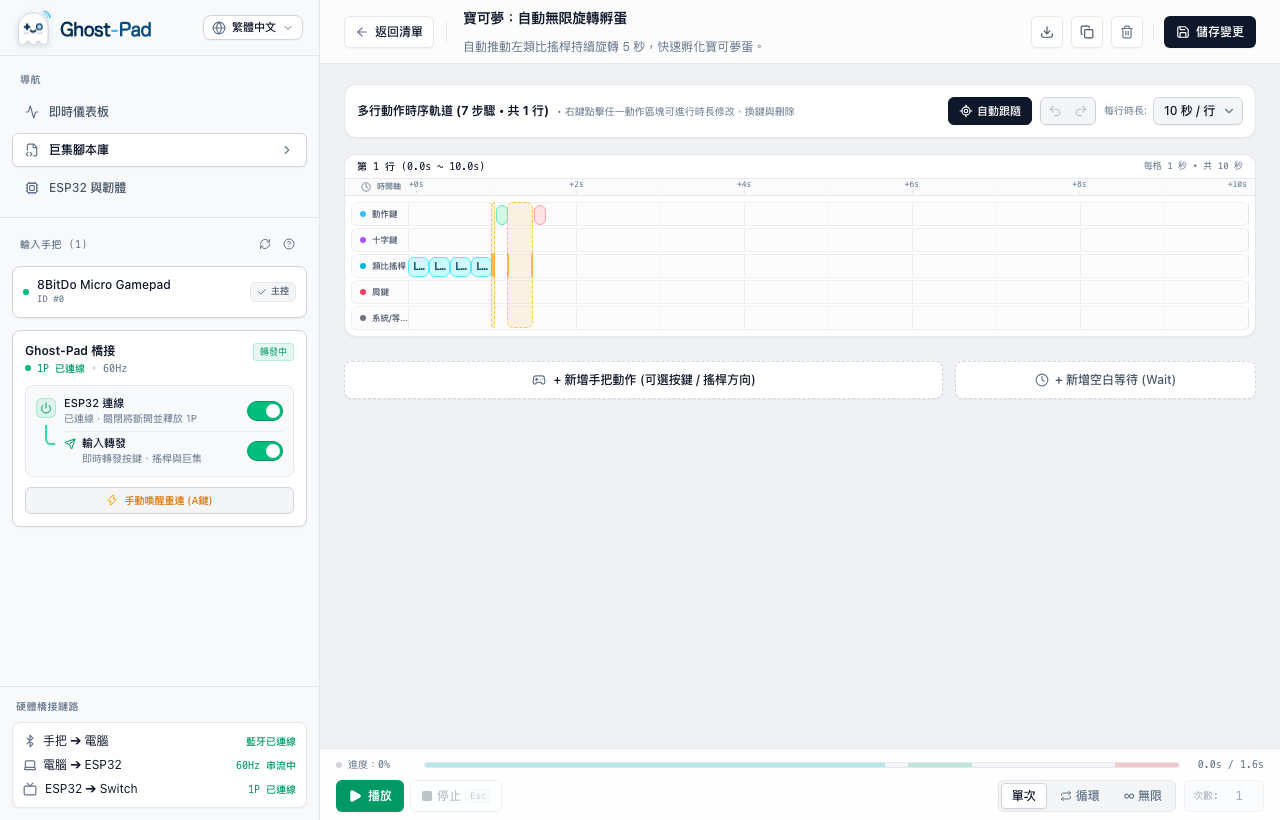 Ghost-Pad
繁體中文
導航
即時儀表板
巨集腳本庫
ESP32 與韌體
輸入手把 (1)
8BitDo Micro Gamepad
ID #0
主控
Ghost-Pad 橋接
轉發中
1P 已連線 · 60Hz
ESP32 連線
已連線，關閉將斷開並釋放 1P
輸入轉發
即時轉發按鍵、搖桿與巨集
手動喚醒重連 (A鍵)
硬體橋接鏈路
手把 → 電腦
藍牙已連線
電腦 → ESP32
60Hz 串流中
ESP32 → Switch
1P 已連線
返回清單
寶可夢：自動無限旋轉孵蛋
自動推動左類比搖桿持續旋轉 5 秒，快速孵化寶可夢蛋。
儲存變更
多行動作時序軌道 (7 步驟 • 共 1 行)
• 右鍵點擊任一動作區塊可進行時長修改、換鍵與刪除
自動跟隨
每行時長:
10 秒 / 行
第 1 行 (0.0s ~ 10.0s)
每格 1 秒 • 共 10 秒
時間軸 +0s +2s +4s +6s +8s +10s
動作鍵
十字鍵
類比搖桿 L... L... L... L...
肩鍵
系統/等...
+ 新增手把動作 (可選按鍵 / 搖桿方向)
+ 新增空白等待 (Wait)
進度：0%
0.0s / 1.6s
播放
停止 Esc
單次
循環
∞ 無限
次數: 1